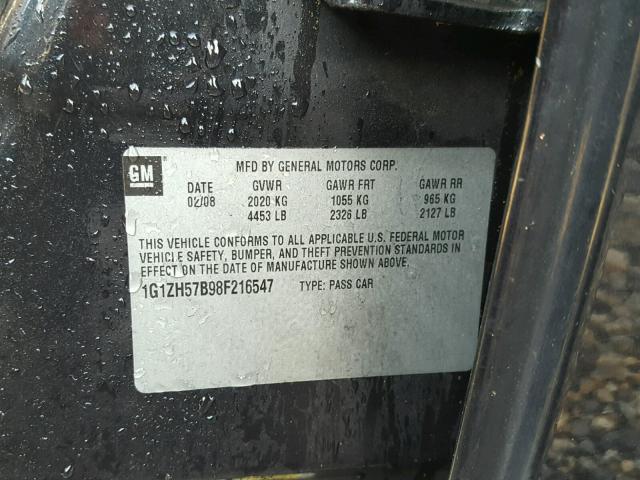 GM
MFD BY GENERAL MOTORS CORP.
DATE GVWR GAWR FRT GAWR RR
02/08 2020 KG 1055 KG 965 KG
4453 LB 2326 LB 2127 LB
THIS VEHICLE CONFORMS TO ALL APPLICABLE U.S. FEDERAL MOTOR
VEHICLE SAFETY, BUMPER, AND THEFT PREVENTION STANDARDS IN
EFFECT ON THE DATE OF MANUFACTURE SHOWN ABOVE.
1G1ZH57B98F216547 TYPE: PASS CAR